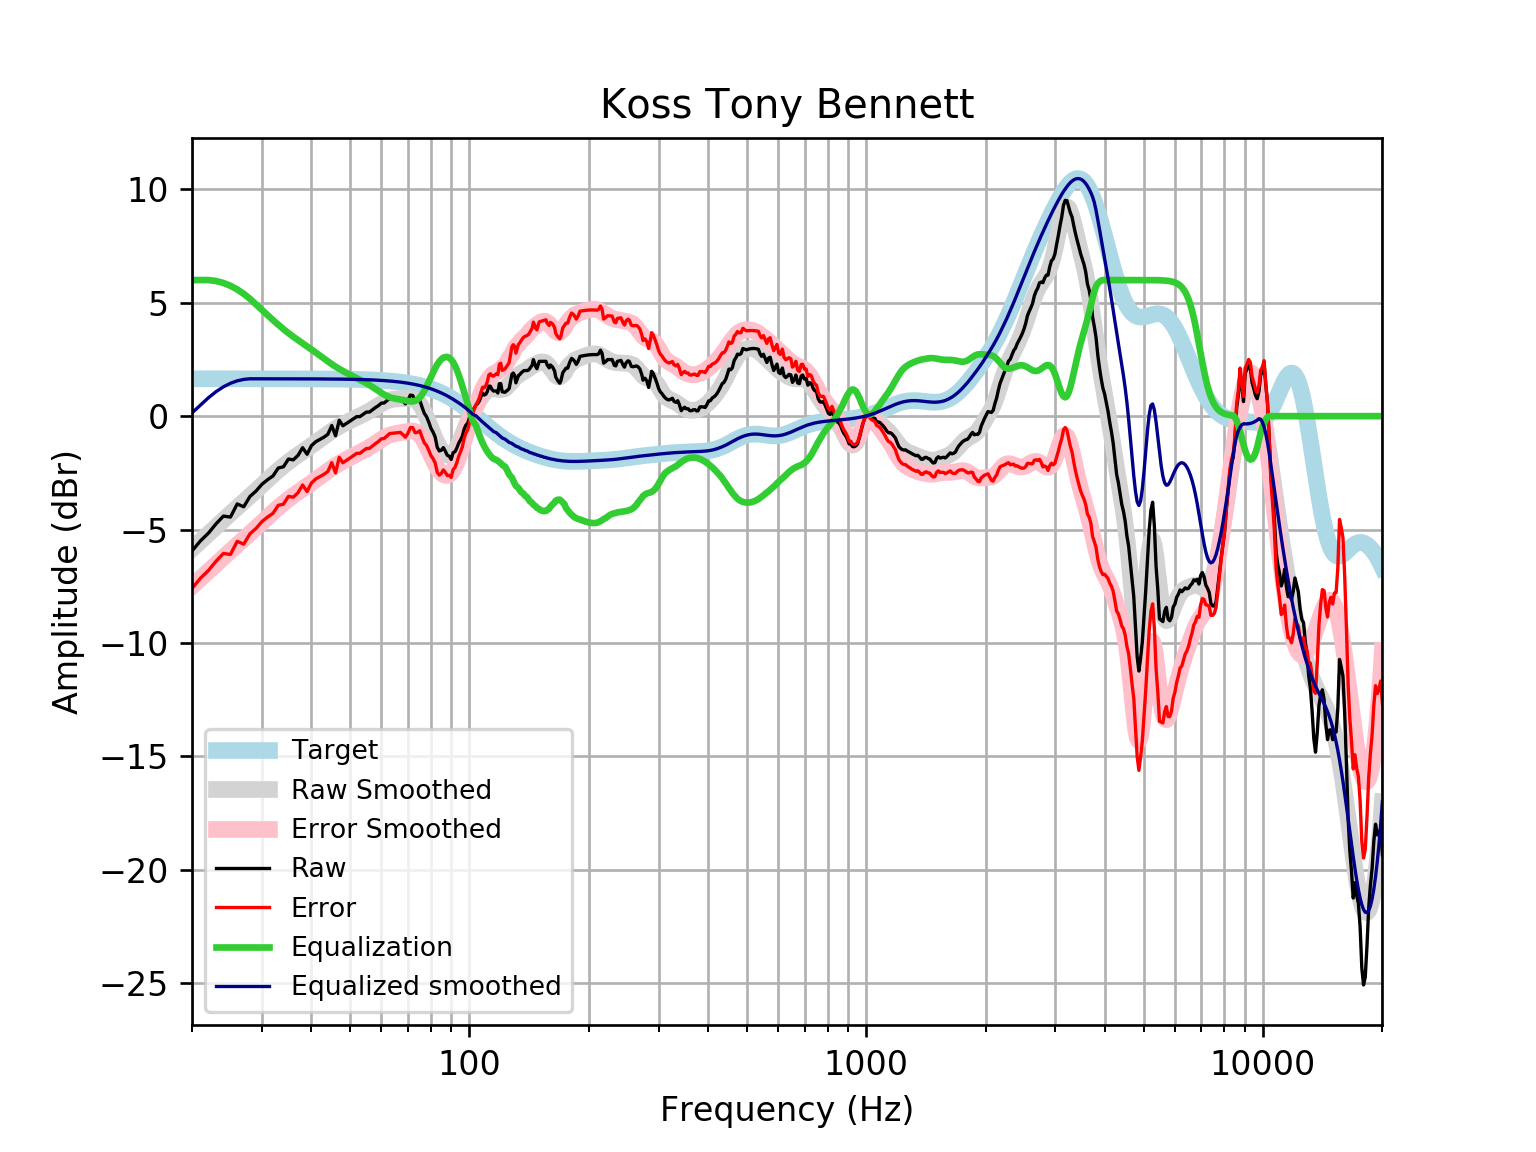 Koss Tony Bennett
10
5
0
−5
−10
−15
−20
−25
Amplitude (dBr)
Target
Raw Smoothed
Error Smoothed
Raw
Error
Equalization
Equalized smoothed
100
1000
10000
Frequency (Hz)